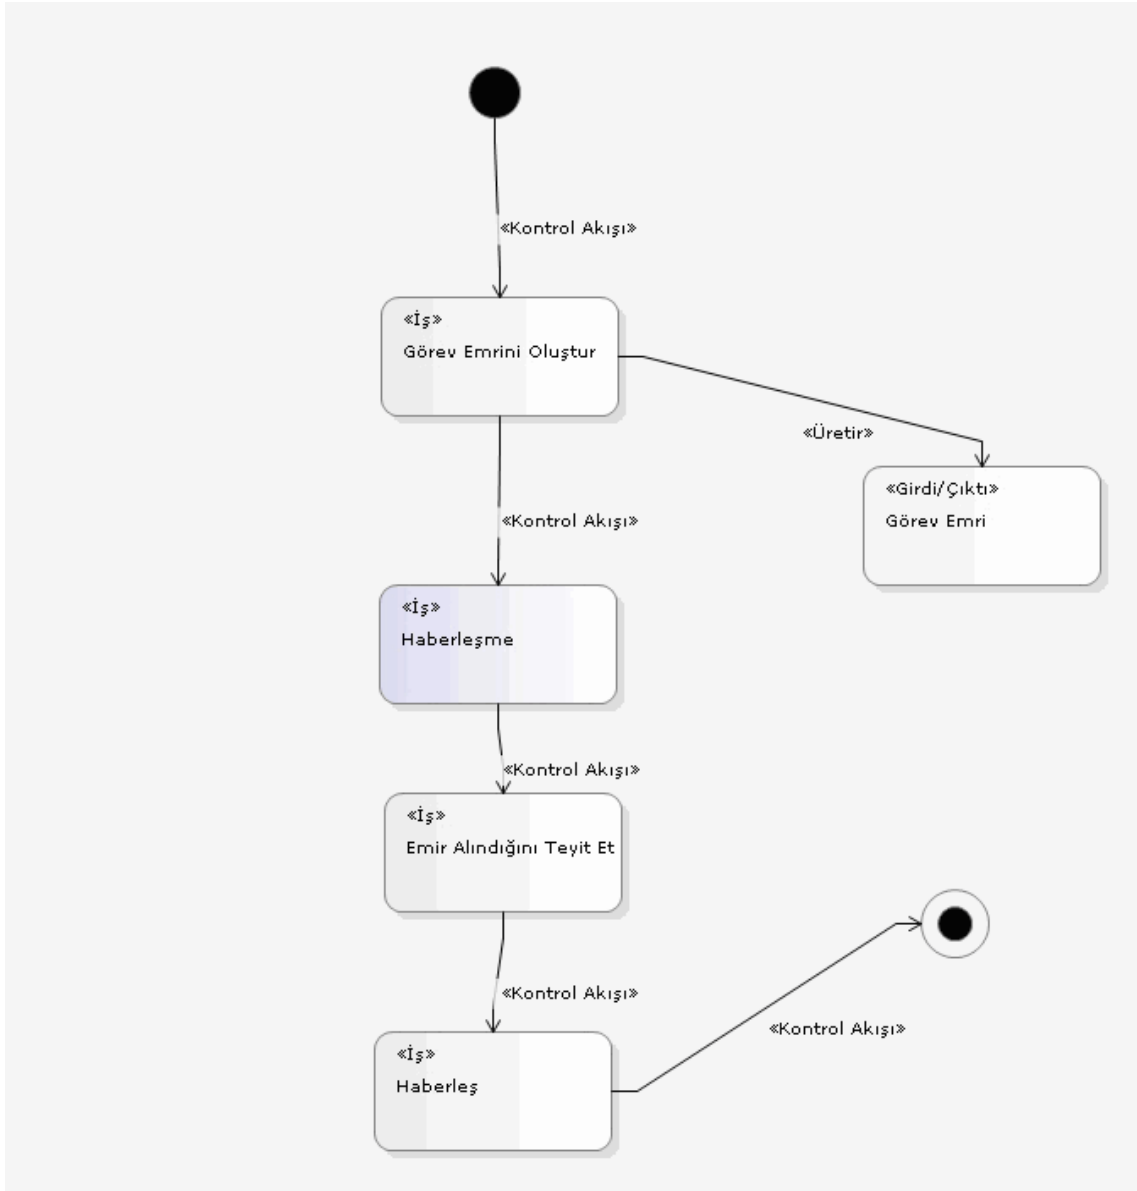 «Kontrol Akışı»
«İş»
Görev Emrini Oluştur
«Üretir»
«Girdi/Çıktı»
Görev Emri
«Kontrol Akışı»
«İş»
Haberleşme
«Kontrol Akışı»
«İş»
Emir Alındığını Teyit Et
«Kontrol Akışı»
«İş»
Haberleş
«Kontrol Akışı»